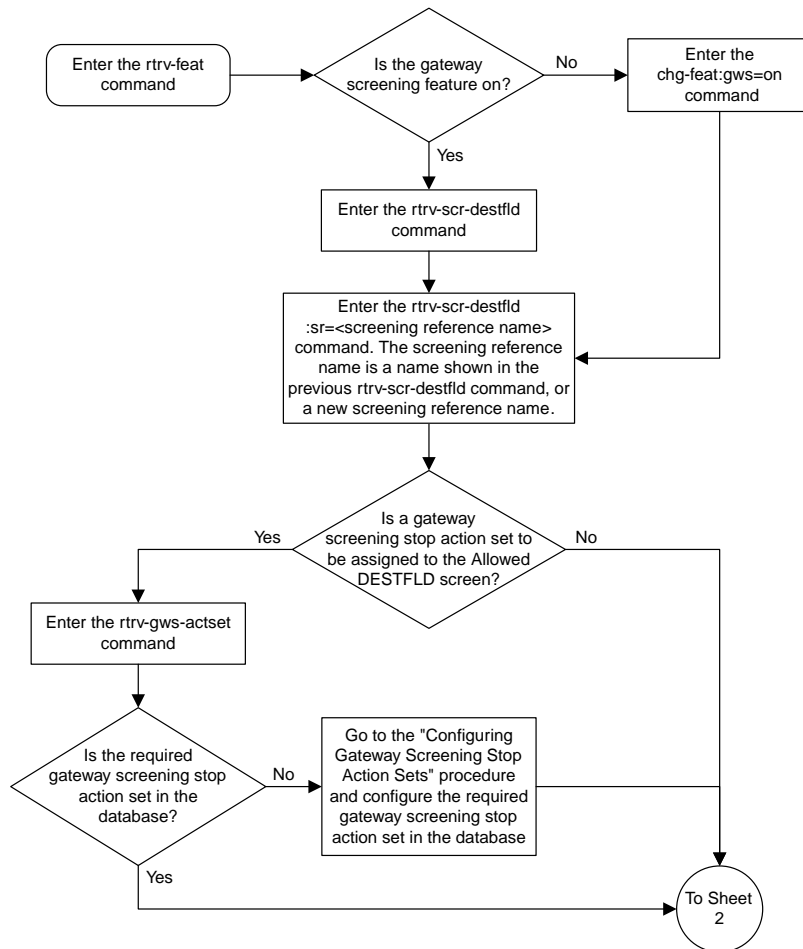 Enter the rtrv-feat
command
Is the gateway
screening feature on?
No
Enter the
chg-feat:gws=on
command
Yes
Enter the rtrv-scr-destfld
command
Enter the rtrv-scr-destfld
:sr=<screening reference name>
command. The screening reference
name is a name shown in the
previous rtrv-scr-destfld command, or
a new screening reference name.
Is a gateway
screening stop action set to
be assigned to the Allowed
DESTFLD screen?
Yes
No
Enter the rtrv-gws-actset
command
Is the required
gateway screening stop
action set in the
database?
No
Go to the "Configuring
Gateway Screening Stop
Action Sets" procedure
and configure the required
gateway screening stop
action set in the database
Yes
To Sheet
2